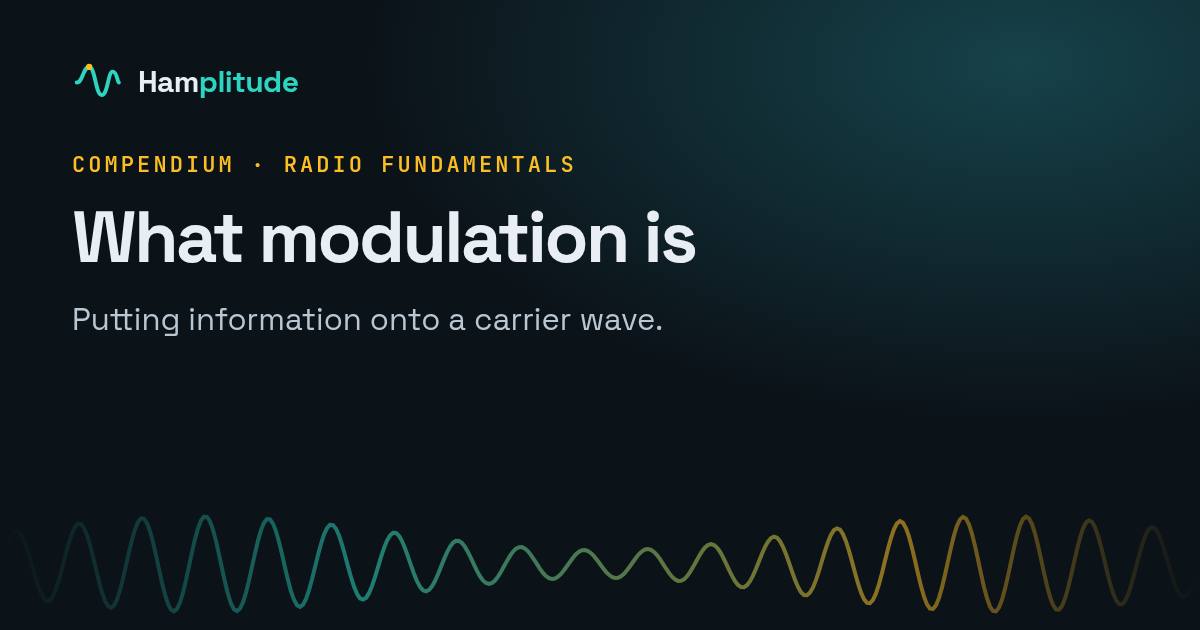 Hamplitude
COMPENDIUM · RADIO FUNDAMENTALS
What modulation is
Putting information onto a carrier wave.